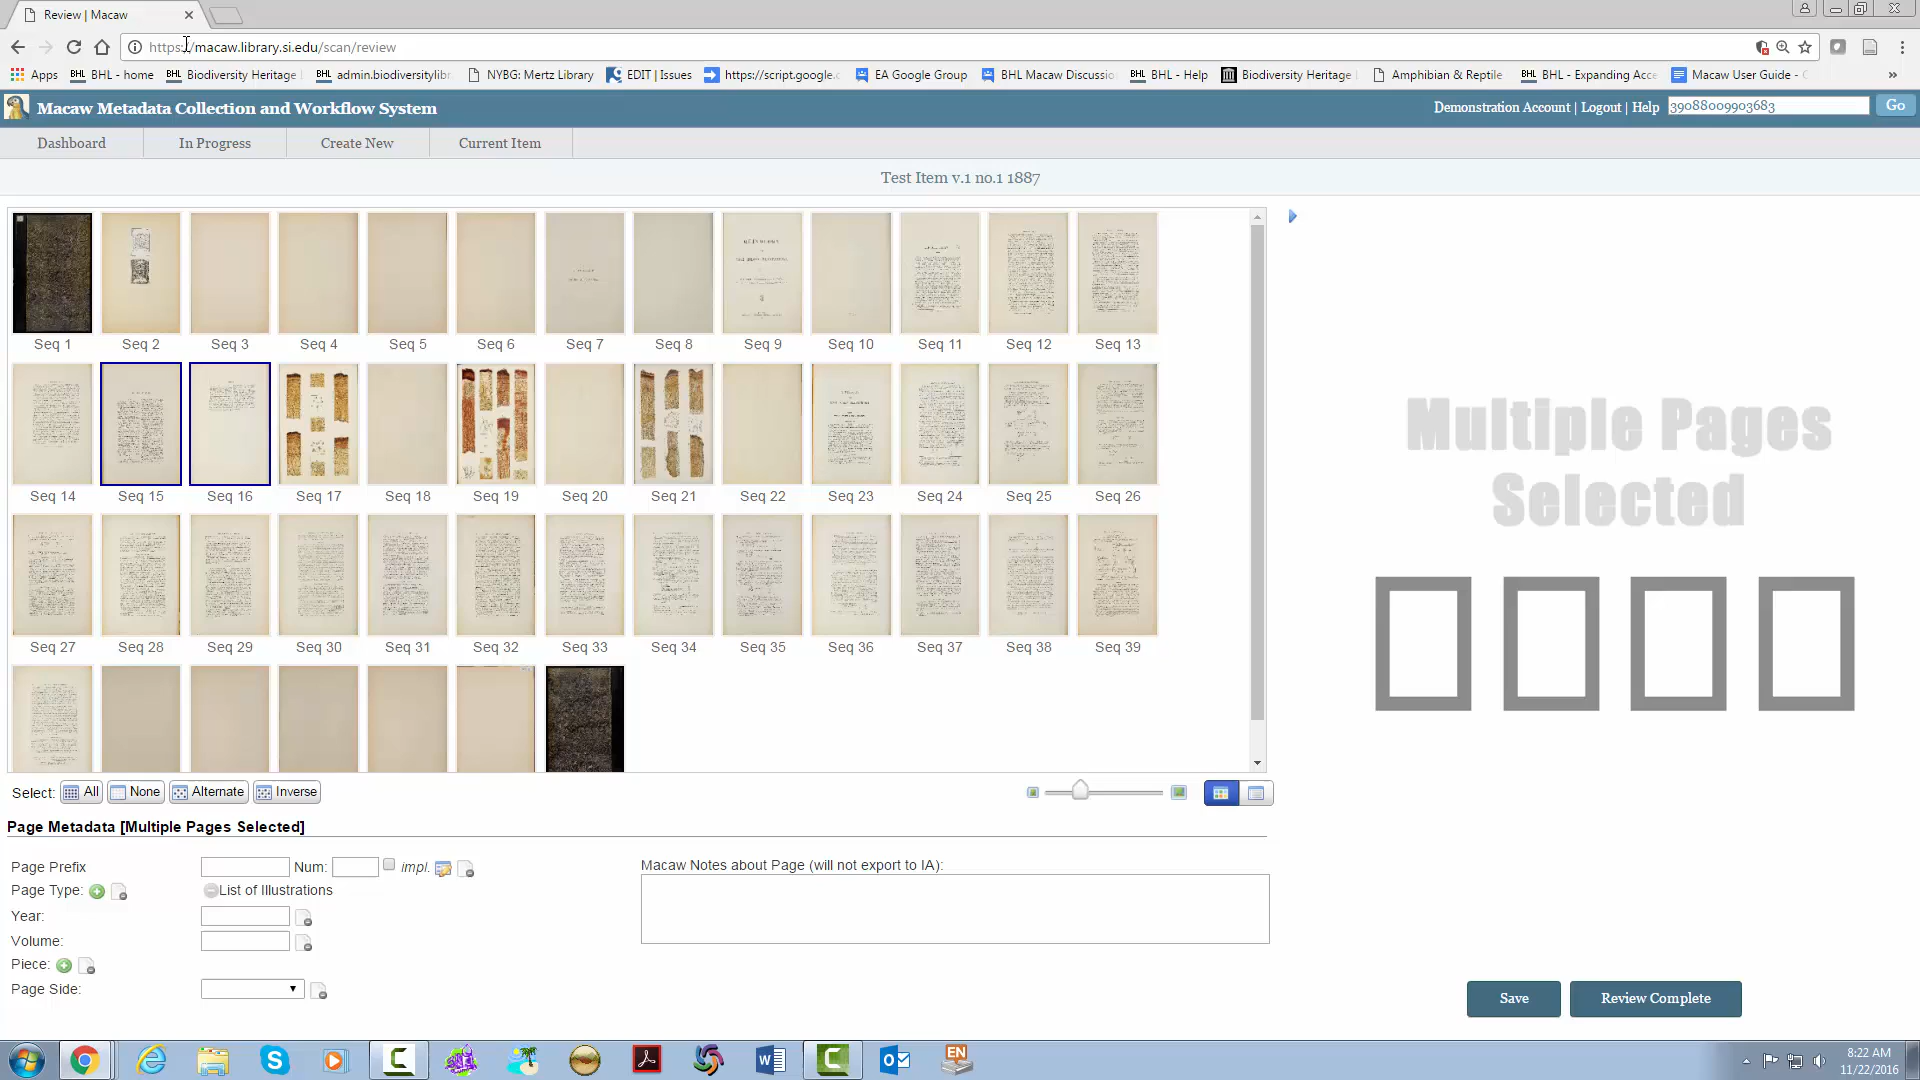 Review | Macaw
https://macaw.library.si.edu/scan/review
Apps BHL - home Biodiversity Heritage admin.biodiversitylibr NYBG: Mertz Library EDIT | Issues https://script.google.c EA Google Group BHL Macaw Discussio BHL - Help Biodiversity Heritage Amphibian & Reptile BHL - Expanding Acce Macaw User Guide - »
Macaw Metadata Collection and Workflow System Demonstration Account | Logout | Help 39088009903683 Go
Dashboard In Progress Create New Current Item
Test Item v.1 no.1 1887
Seq 1 Seq 2 Seq 3 Seq 4 Seq 5 Seq 6 Seq 7 Seq 8 Seq 9 Seq 10 Seq 11 Seq 12 Seq 13
Seq 14 Seq 15 Seq 16 Seq 17 Seq 18 Seq 19 Seq 20 Seq 21 Seq 22 Seq 23 Seq 24 Seq 25 Seq 26
Seq 27 Seq 28 Seq 29 Seq 30 Seq 31 Seq 32 Seq 33 Seq 34 Seq 35 Seq 36 Seq 37 Seq 38 Seq 39
Multiple Pages
Selected
Select: All None Alternate Inverse
Page Metadata [Multiple Pages Selected]
Page Prefix Num: impl.
Page Type: List of Illustrations
Year:
Volume:
Piece:
Page Side:
Macaw Notes about Page (will not export to IA):
Save Review Complete
EN
8:22 AM
11/22/2016